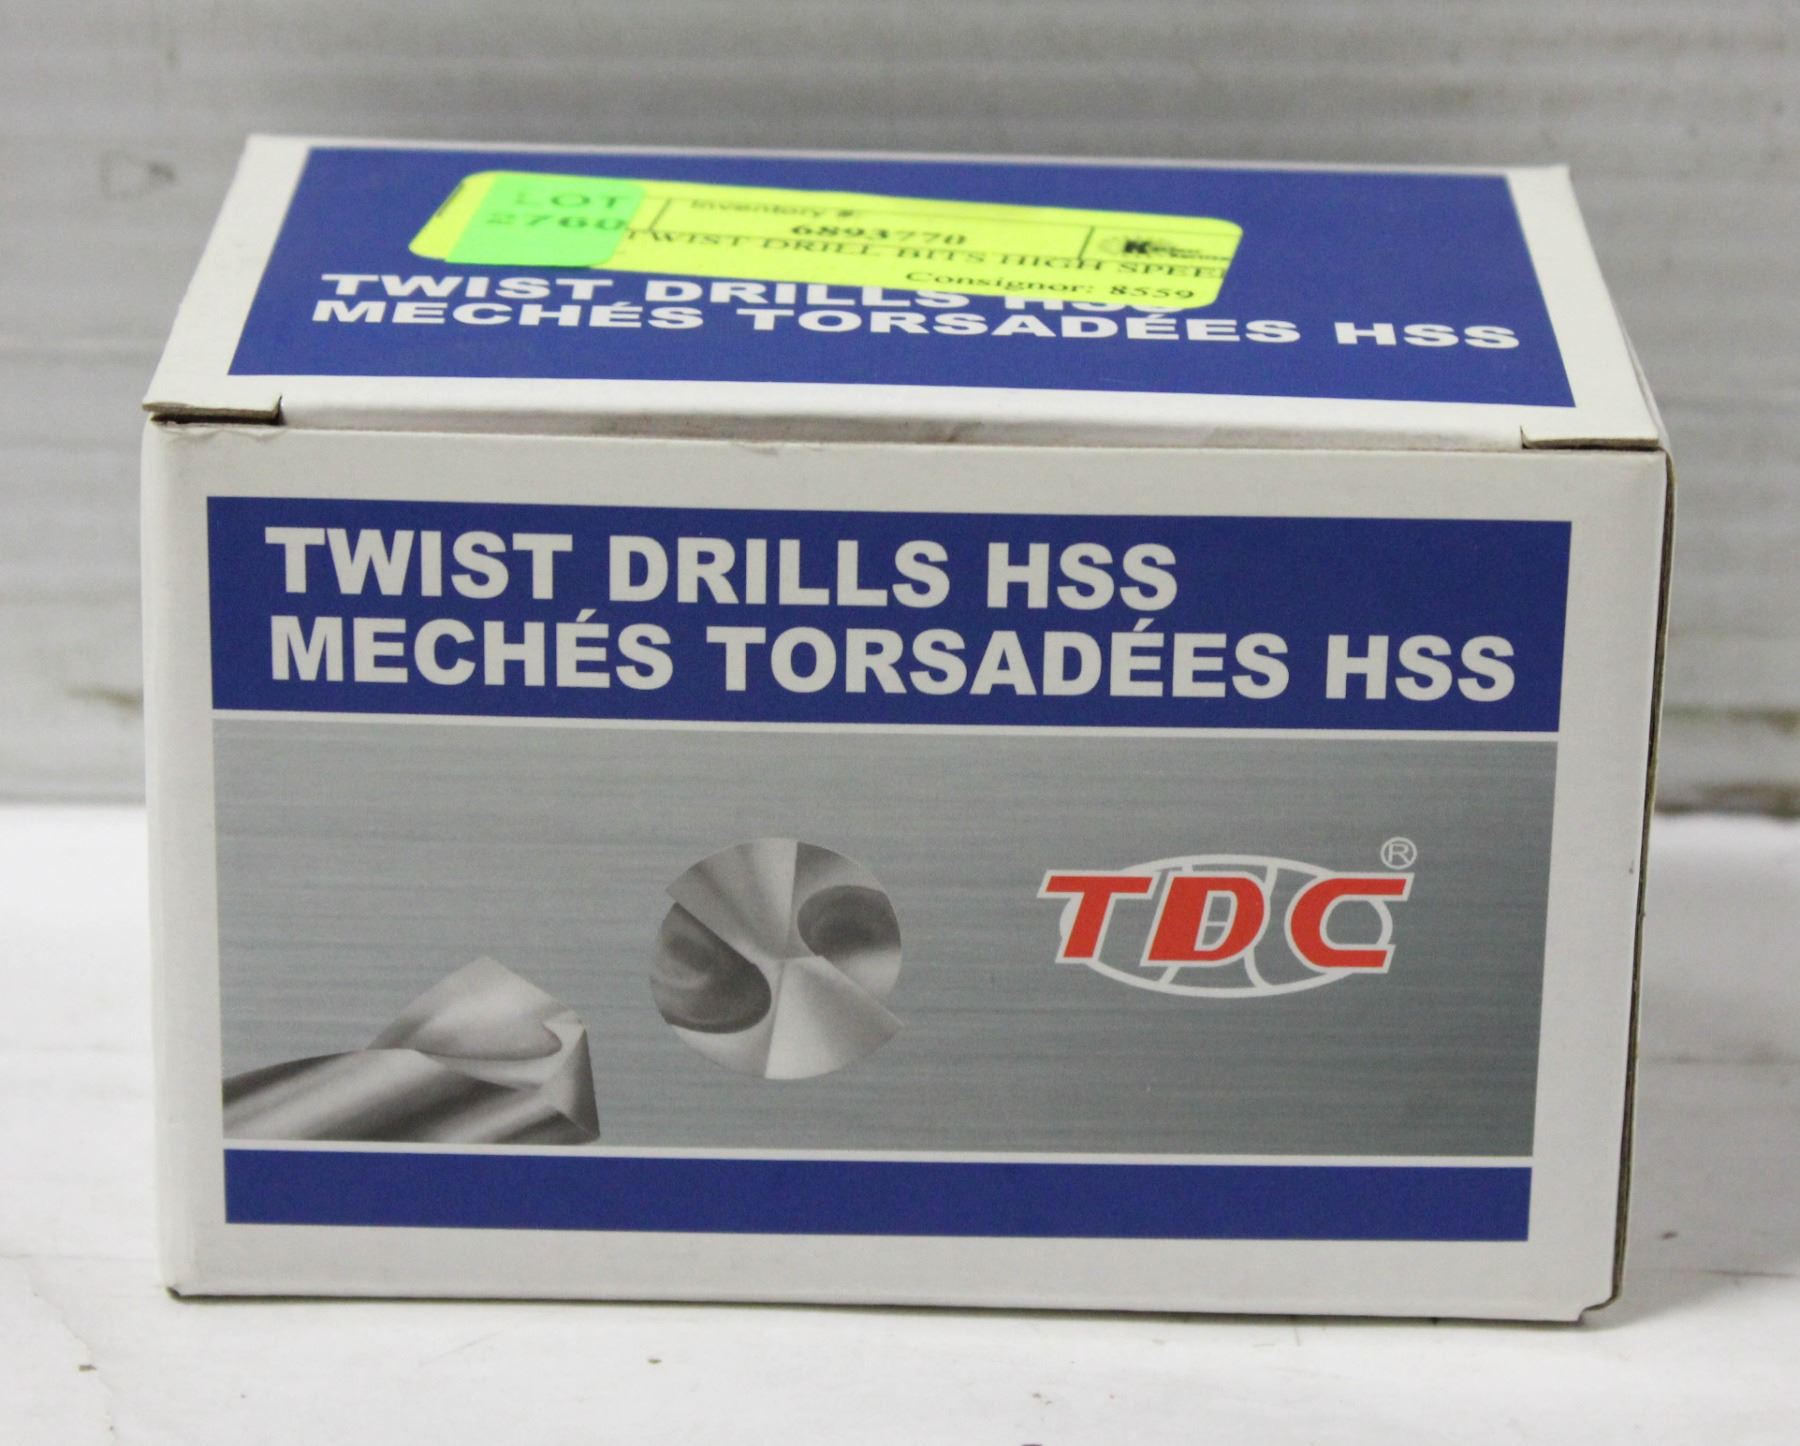 LOT
2760
Inventory #:
6893770
TWIST DRILL BITS HIGH SPEE
Consignor: 8559
TWIST DRILLS HSS
MECHÉS TORSADÉES HSS
TWIST DRILLS HSS
MECHÉS TORSADÉES HSS
TDC ®